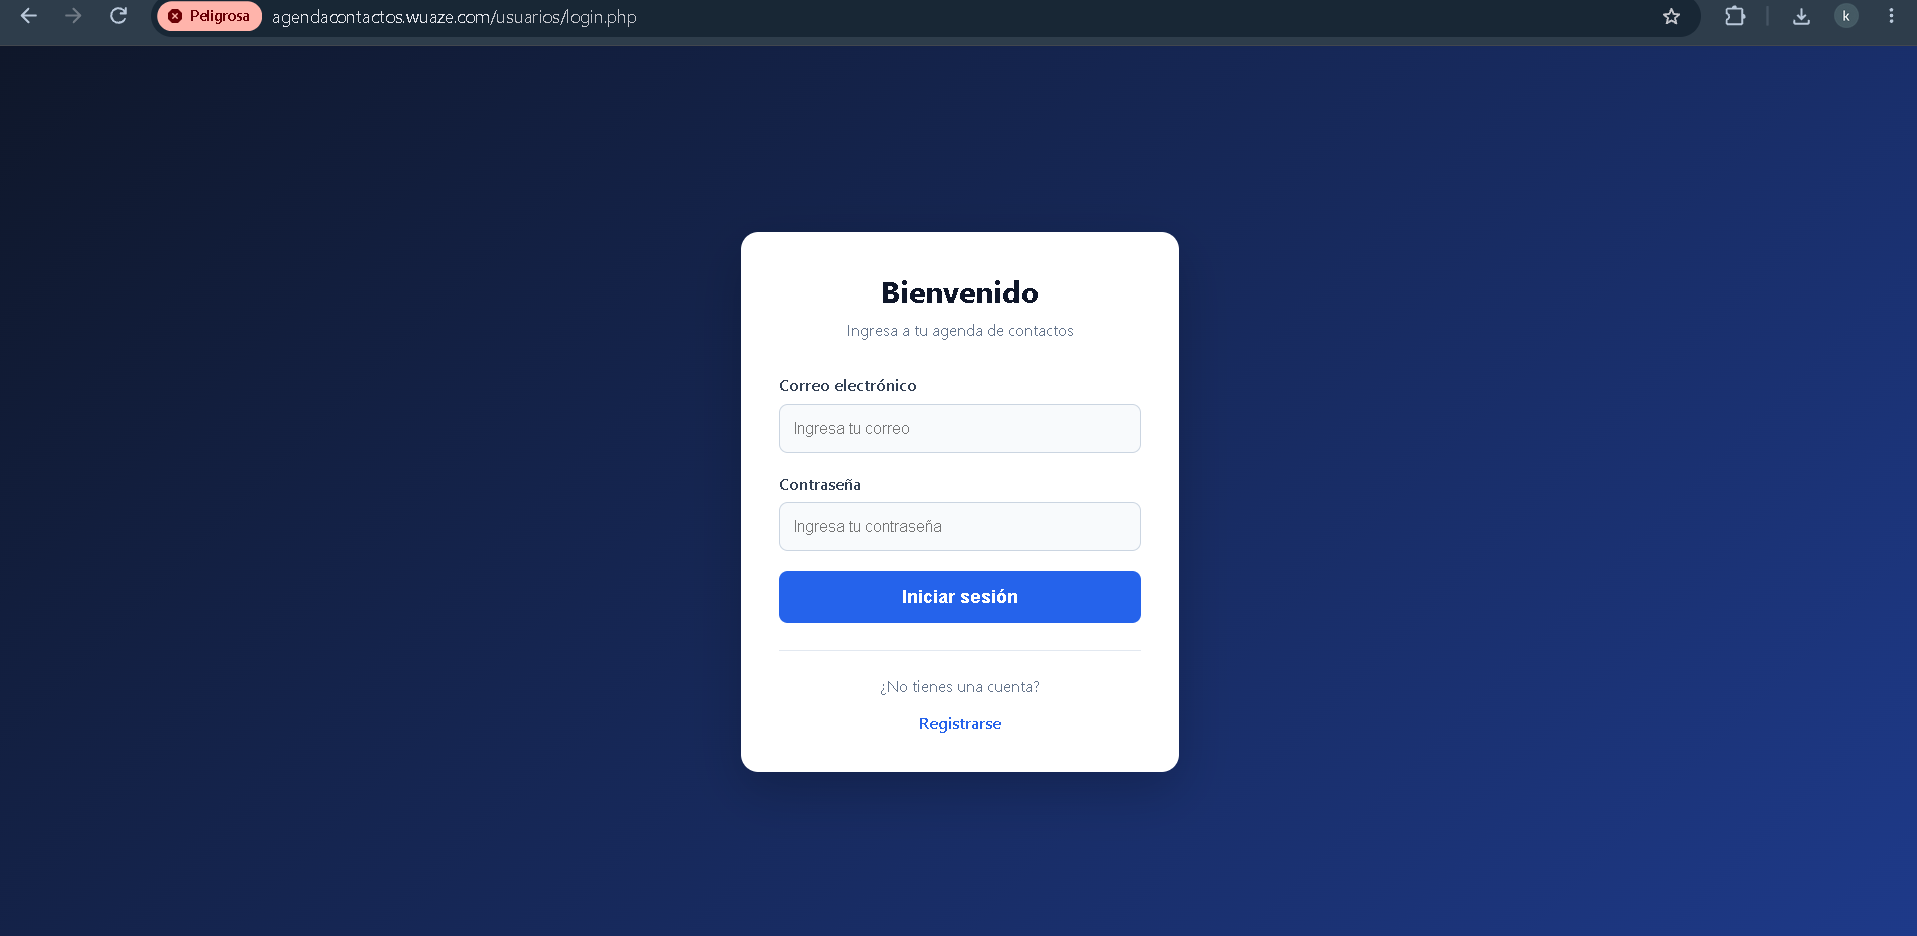 Peligrosa agendacontactos.wuaze.com/usuarios/login.php k
Bienvenido
Ingresa a tu agenda de contactos
Correo electrónico
Ingresa tu correo
Contraseña
Ingresa tu contraseña
Iniciar sesión
¿No tienes una cuenta?
Registrarse